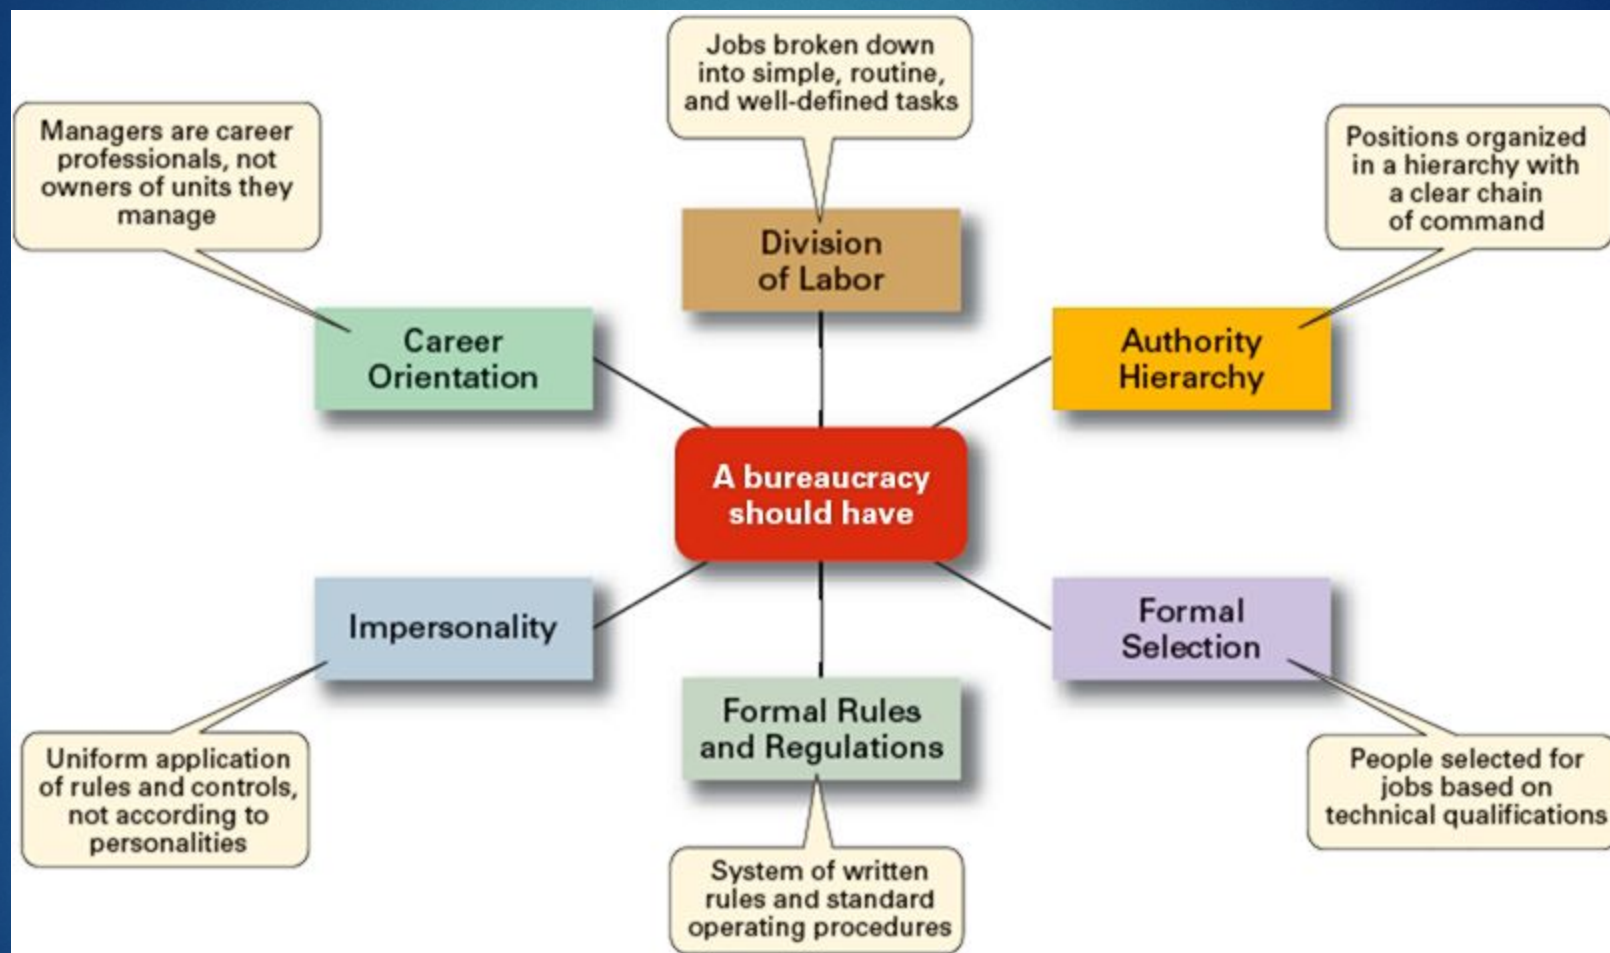 Jobs broken down
into simple, routine,
and well-defined tasks
Managers are career
professionals, not
owners of units they
manage
Positions organized
in a hierarchy with
a clear chain
of command
Division
of Labor
Career
Orientation
Authority
Hierarchy
A bureaucracy
should have
Impersonality
Formal
Selection
Formal Rules
and Regulations
Uniform application
of rules and controls,
not according to
personalities
People selected for
jobs based on
technical qualifications
System of written
rules and standard
operating procedures